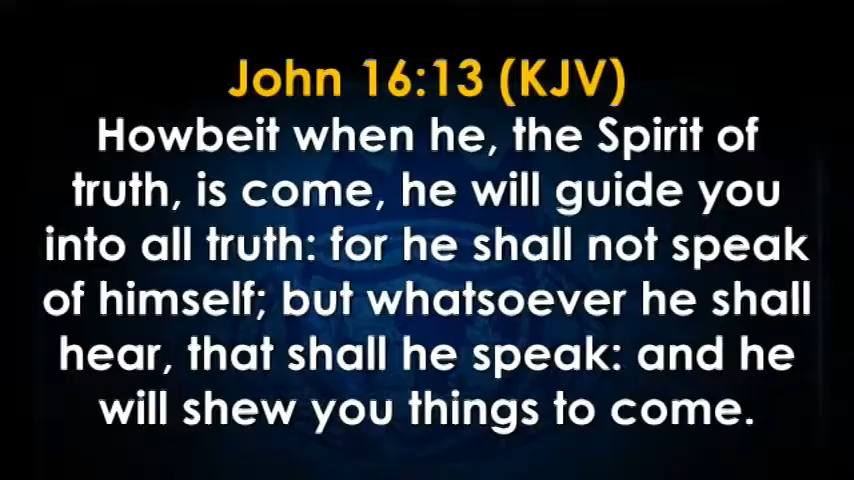 John 16:13 (KJV)
Howbeit when he, the Spirit of
truth, is come, he will guide you
into all truth: for he shall not speak
of himself; but whatsoever he shall
hear, that shall he speak: and he
will shew you things to come.